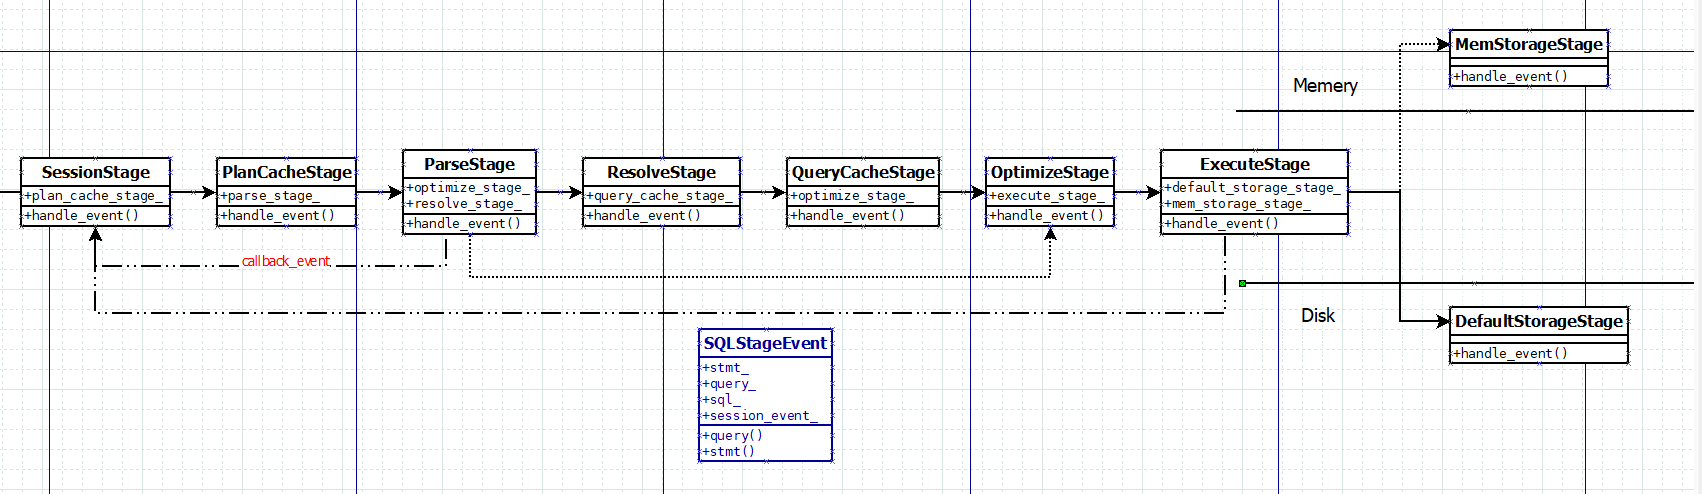 MemStorageStage
+handle_event()
Memery
SessionStage
+plan_cache_stage_
+handle_event()
PlanCacheStage
+parse_stage_
+handle_event()
ParseStage
+optimize_stage_
+resolve_stage_
+handle_event()
ResolveStage
+query_cache_stage_
+handle_event()
QueryCacheStage
+optimize_stage_
+handle_event()
OptimizeStage
+execute_stage_
+handle_event()
ExecuteStage
+default_storage_stage_
+mem_storage_stage_
+handle_event()
callback_event
Disk
DefaultStorageStage
+handle_event()
SQLStageEvent
+stmt_
+query_
+sql_
+session_event_
+query()
+stmt()